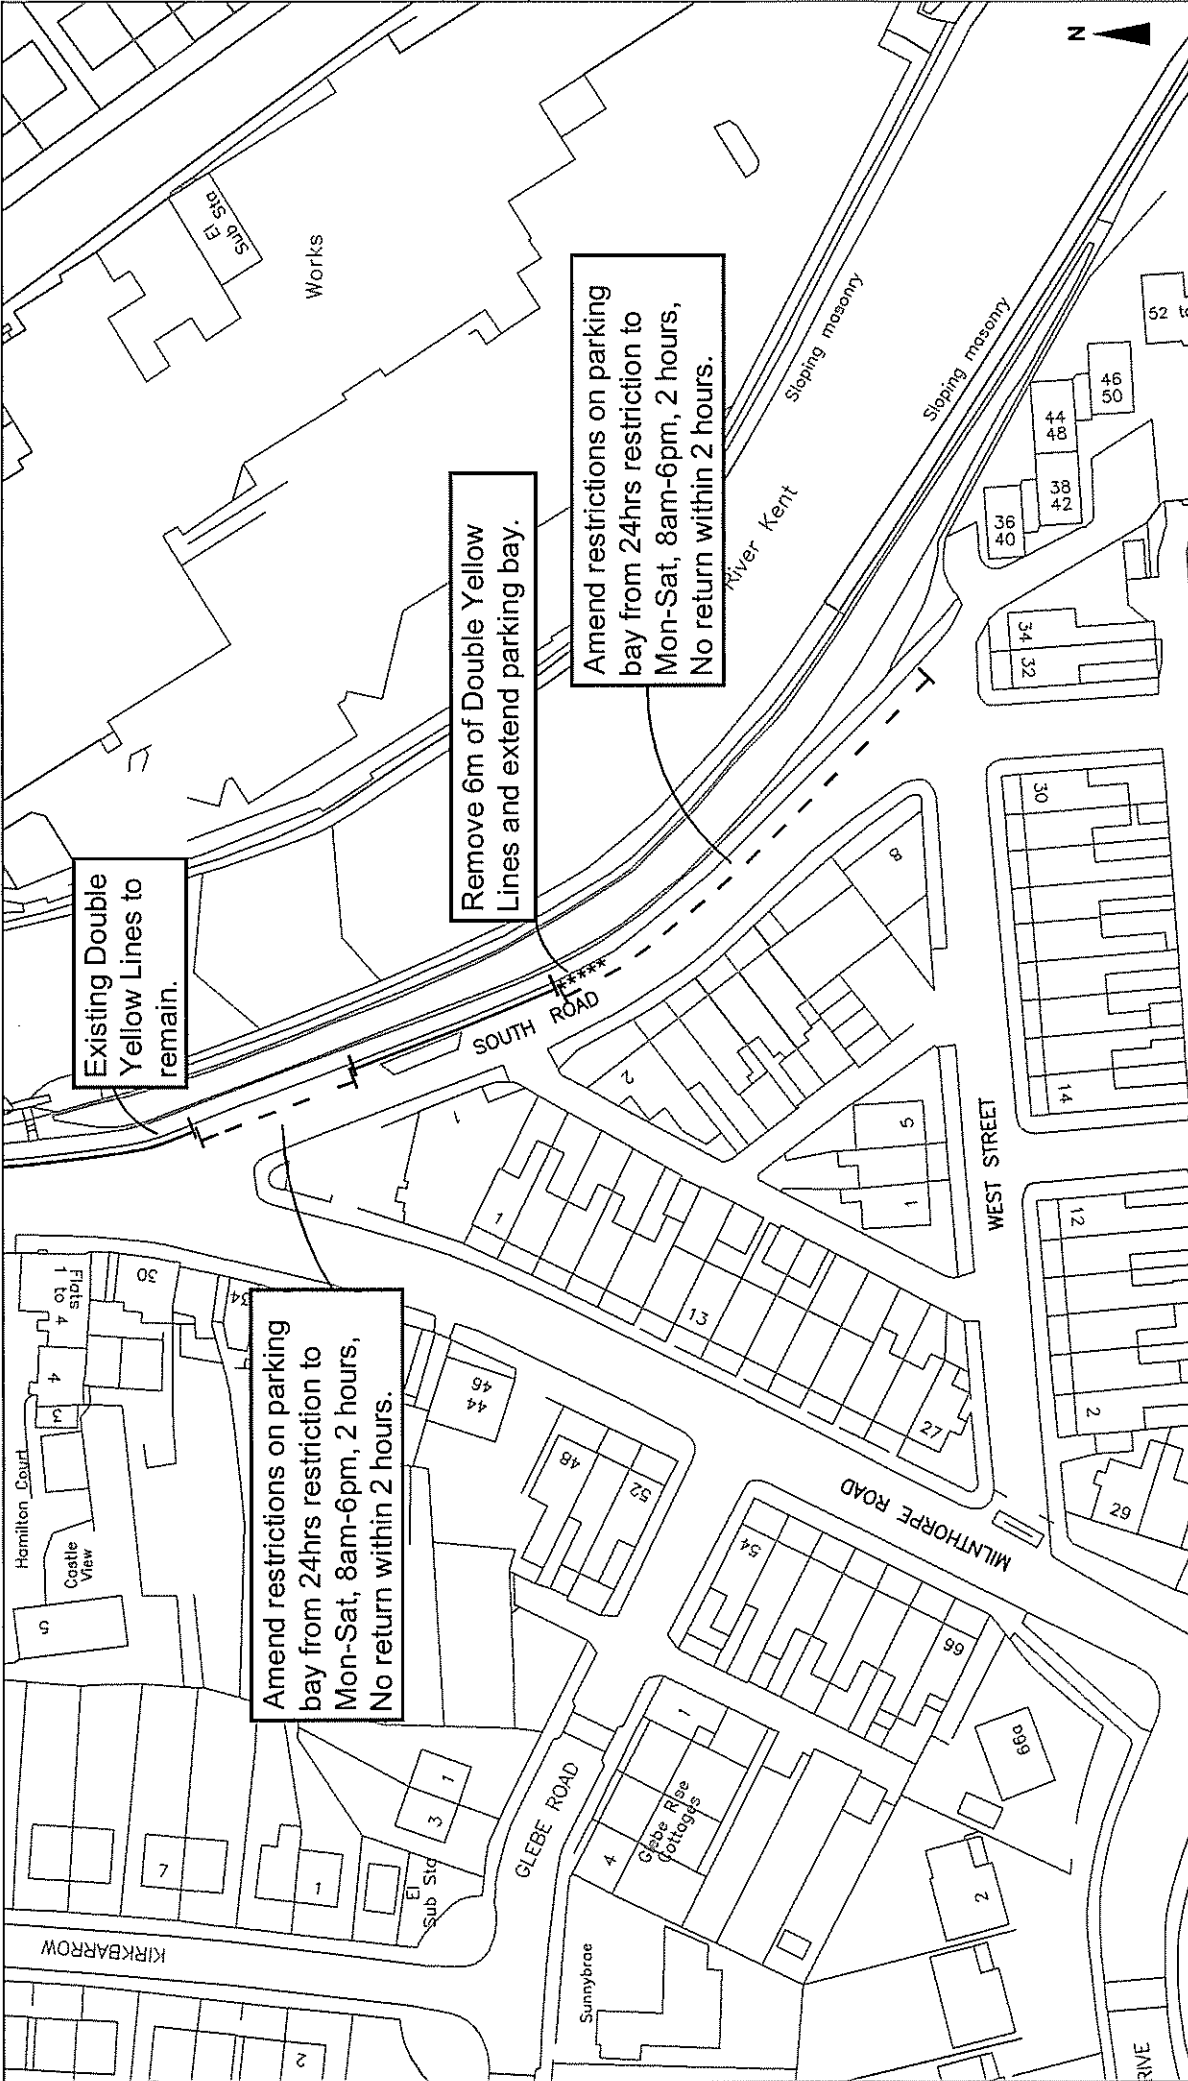 N
El
Sub Sta
Works
Existing Double
Yellow Lines to
remain.
Remove 6m of Double Yellow
Lines and extend parking bay.
Amend restrictions on parking
bay from 24hrs restriction to
Mon-Sat, 8am-6pm, 2 hours,
No return within 2 hours.
Amend restrictions on parking
bay from 24hrs restriction to
Mon-Sat, 8am-6pm, 2 hours,
No return within 2 hours.
Sloping masonry
Sloping masonry
River Kent
SOUTH ROAD
WEST STREET
MILNTHORPE ROAD
GLEBE ROAD
KIRKBARROW
Hamilton Court
Castle
View
Flats
1 to 4
4
3
5
30
34
44
46
48
52
54
66
66a
7
1
3
1
El
Sub Sta
Glebe Rise
Cottages
4
1
Sunnybrae
2
2
RIVE
1
1
13
27
2
8
5
1
36
40
38
42
44
48
46
50
52 to
34
32
30
14
12
2
29